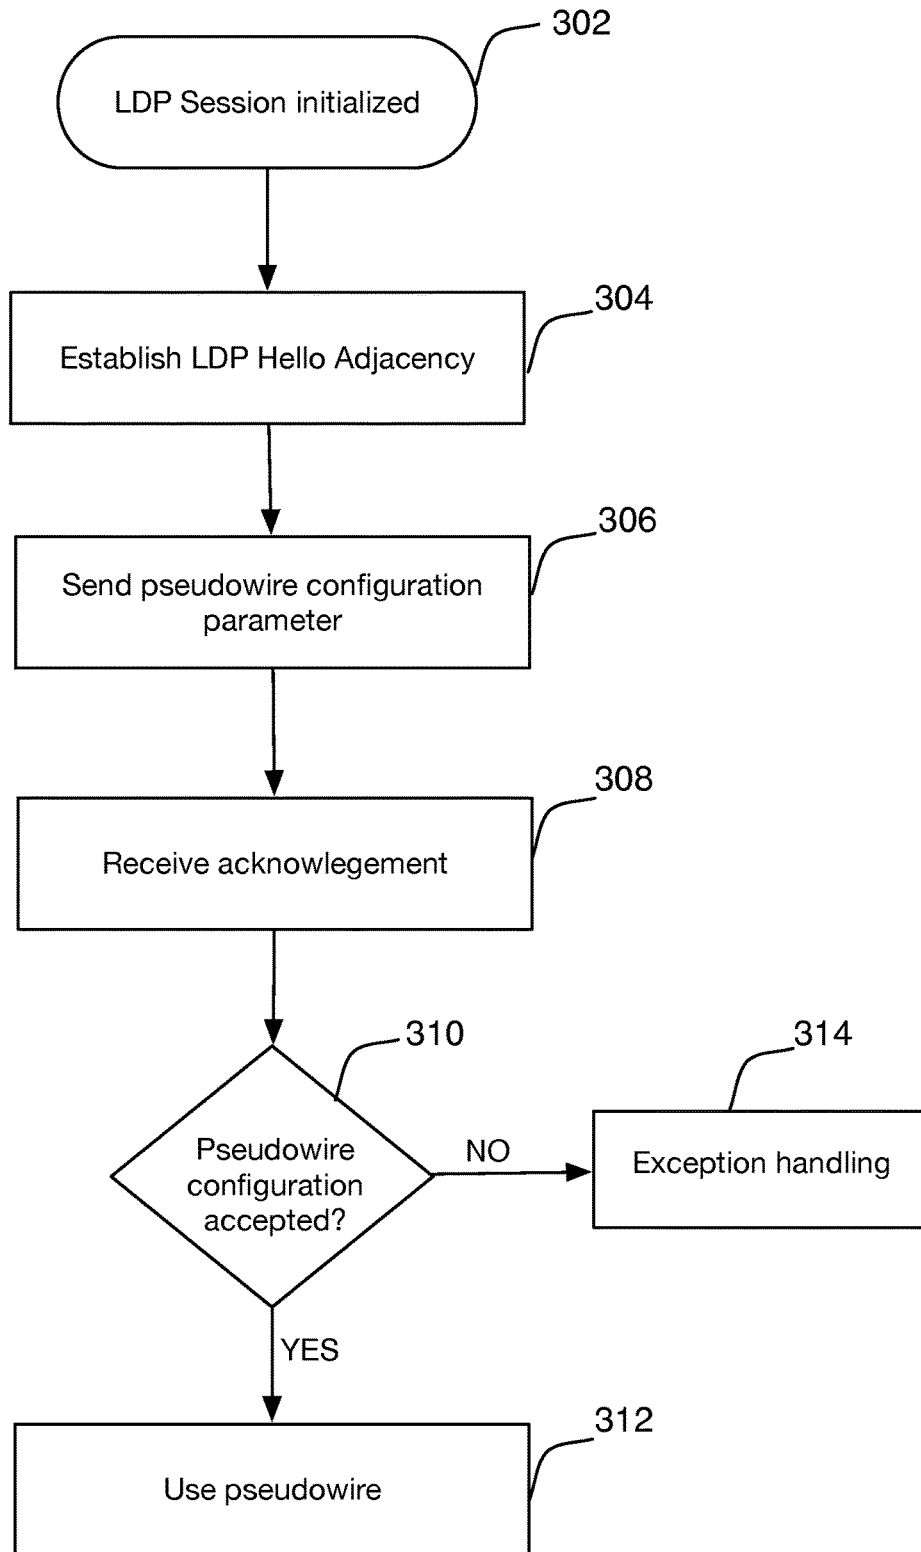 302
LDP Session initialized
304
Establish LDP Hello Adjacency
306
Send pseudowire configuration
parameter
308
Receive acknowlegement
310
314
Pseudowire
configuration
accepted?
NO
Exception handling
YES
312
Use pseudowire